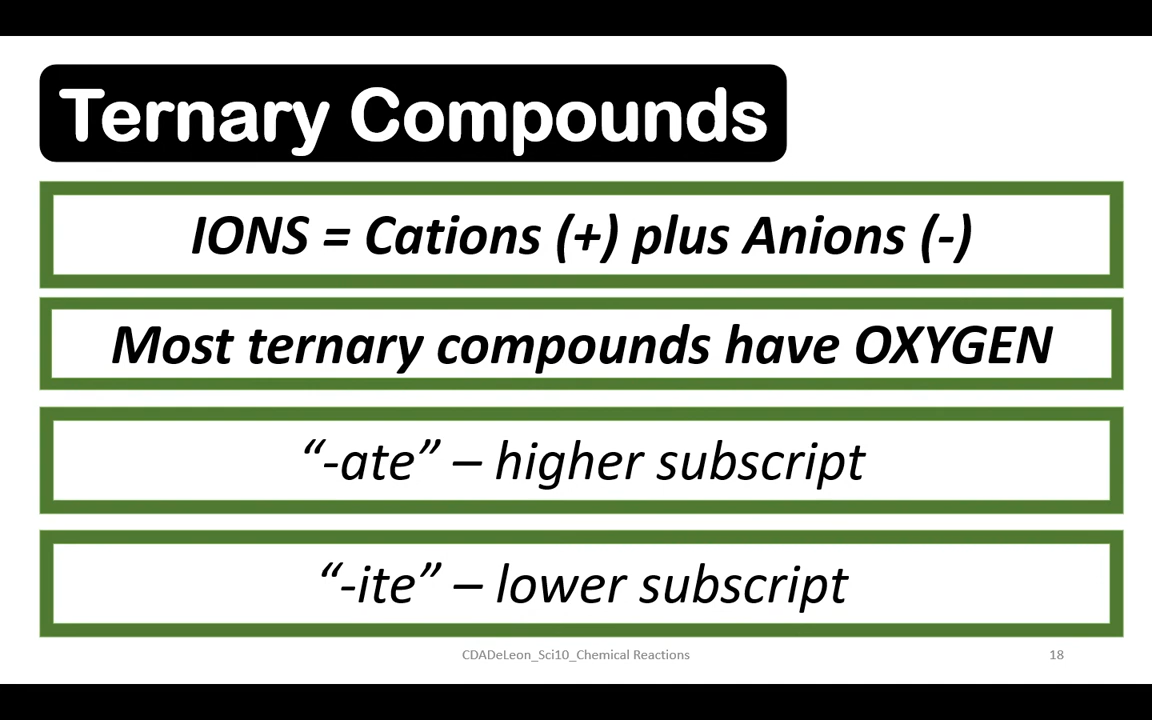 Ternary Compounds
IONS = Cations (+) plus Anions (-)
Most ternary compounds have OXYGEN
“-ate” – higher subscript
“-ite” – lower subscript
CDADeLeon_Sci10_Chemical Reactions
18